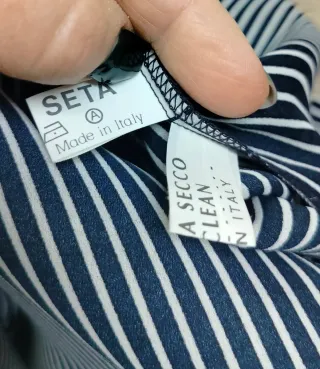 SETA
A
Made in Italy
A SECCO
CLEAN
N ITALY